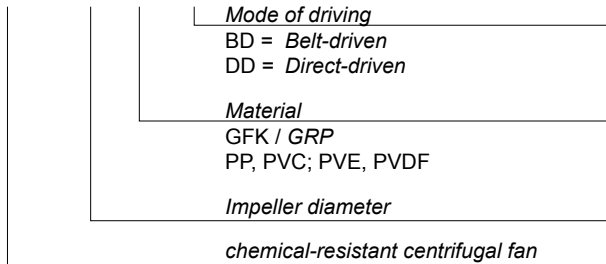 Mode of driving
BD = Belt-driven
DD = Direct-driven
Material
GFK / GRP
PP, PVC; PVE, PVDF
Impeller diameter
chemical-resistant centrifugal fan